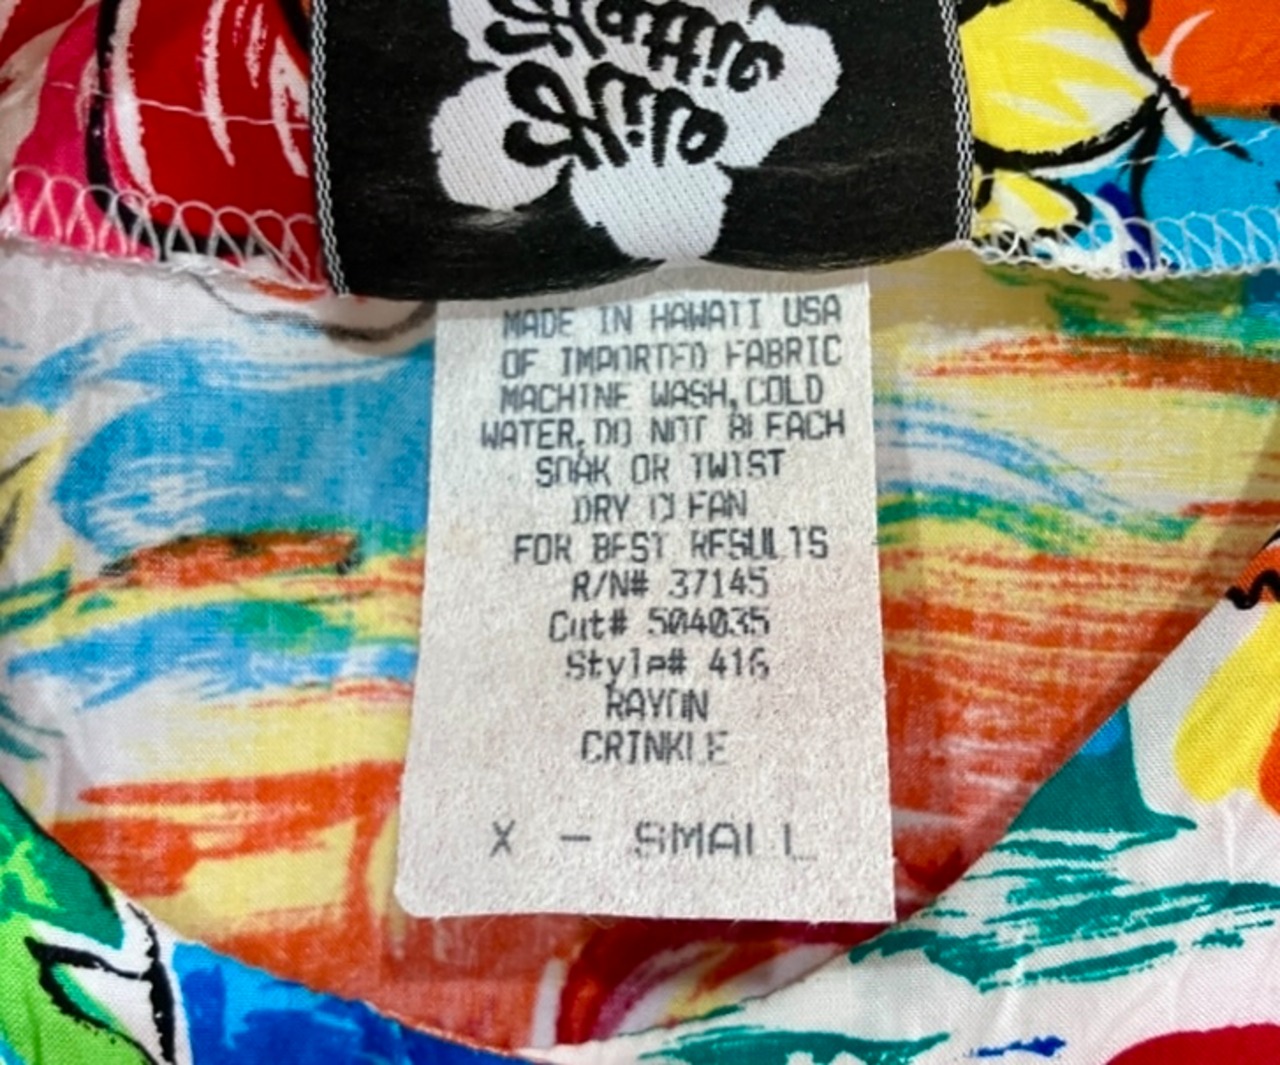 MADE IN HAWAII USA
OF IMPORTED FABRIC
MACHINE WASH, COLD
WATER, DO NOT BLEACH
SOAK OR TWIST
DRY CLEAN
FOR BEST RESULTS
R/N# 37145
Cut# 504035
Style# 416
RAYON
CRINKLE
X - SMALL